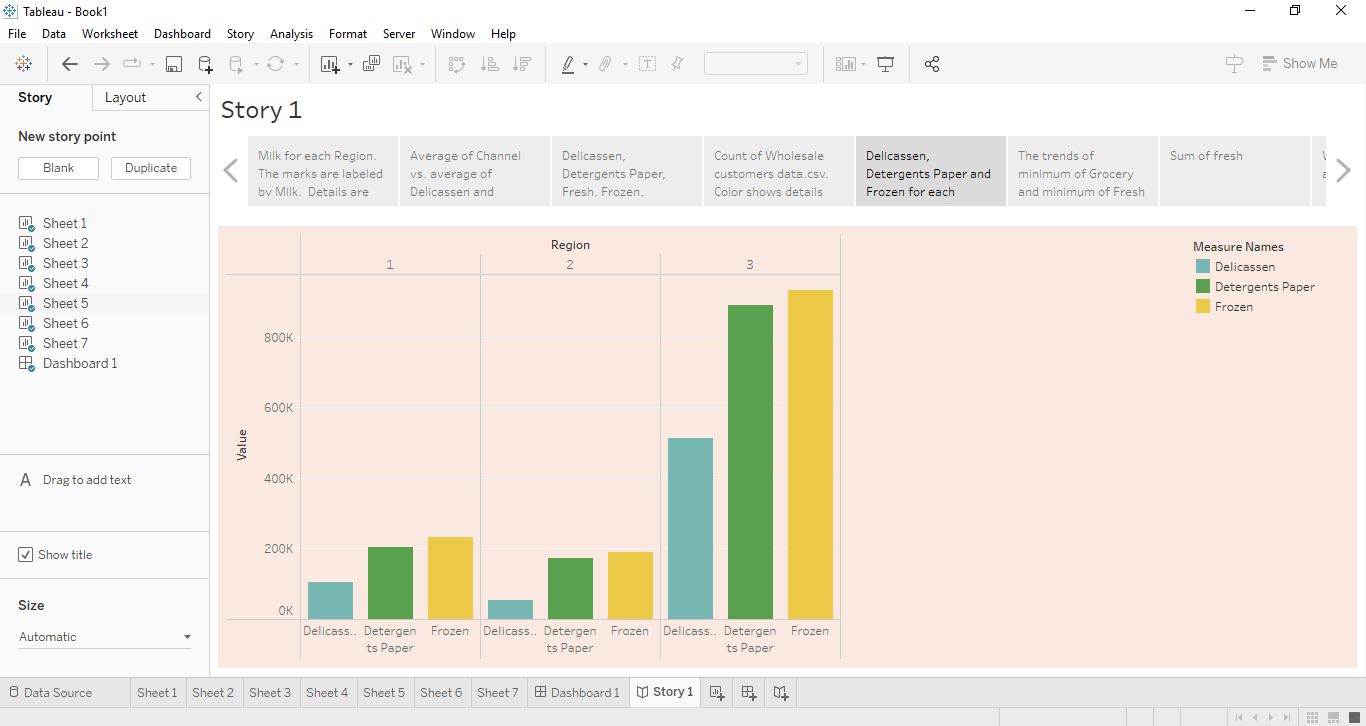 Tableau - Book1
File Data Worksheet Dashboard Story Analysis Format Server Window Help
Show Me
Story Layout
New story point
Blank Duplicate
Sheet 1
Sheet 2
Sheet 3
Sheet 4
Sheet 5
Sheet 6
Sheet 7
Dashboard 1
A Drag to add text
Show title
Size
Automatic
Story 1
Milk for each Region.
The marks are labeled
by Milk. Details are
Average of Channel
vs. average of
Delicassen and
Delicassen,
Detergents Paper,
Fresh. Frozen.
Count of Wholesale
customers data.csv.
Color shows details
Delicassen,
Detergents Paper and
Frozen for each
The trends of
minimum of Grocery
and minimum of Fresh
Sum of fresh
Region
1 2 3
800K
600K
400K
200K
0K
Value
Delicass.. Detergen Frozen Delicass.. Detergen Frozen Delicass.. Detergen Frozen
ts Paper ts Paper ts Paper
Measure Names
Delicassen
Detergents Paper
Frozen
Data Source Sheet 1 Sheet 2 Sheet 3 Sheet 4 Sheet 5 Sheet 6 Sheet 7 Dashboard 1 Story 1